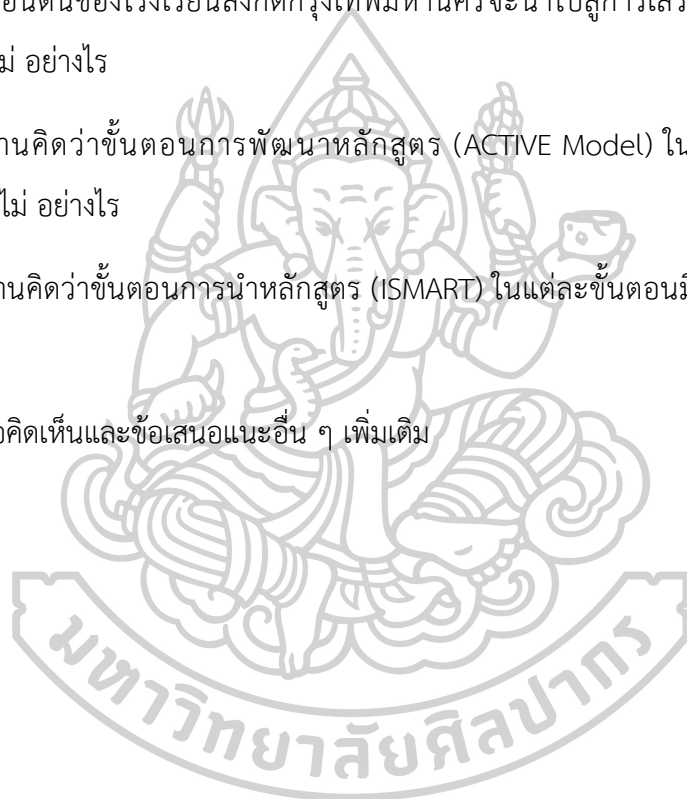 อนต้นของโรงเรียนสังกัดกรุงเทพมหานครจะนำไปสู่การเสริ
ม่ อย่างไร
านคิดว่าขั้นตอนการพัฒนาหลักสูตร (ACTIVE Model) ใน
ไม่ อย่างไร
านคิดว่าขั้นตอนการนำหลักสูตร (ISMART) ในแต่ละขั้นตอนมี
อคิดเห็นและข้อเสนอแนะอื่น ๆ เพิ่มเติม
มหาวิทยาลัยศิลปากร